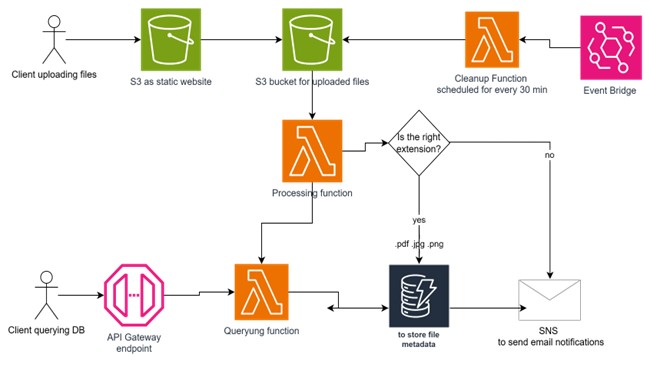 Client uploading files
S3 as static website
S3 bucket for uploaded files
Cleanup Function
scheduled for every 30 min
Event Bridge
Is the right
extension?
no
Processing function
yes
.pdf .jpg .png
Client querying DB
API Gateway
endpoint
Queryung function
to store file
metadata
SNS
to send email notifications